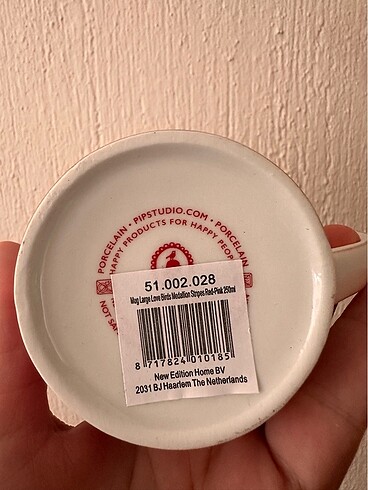 PORCELAIN • PIPSTUDIO.COM • PORCELAIN
HAPPY PRODUCTS FOR HAPPY
NOT
51.002.028
Mug Large Love Birds Medallion Stripes Red-Pink 250ml
8 717824 010185
New Edition Home BV
2031 BJ Haarlem The Netherlands